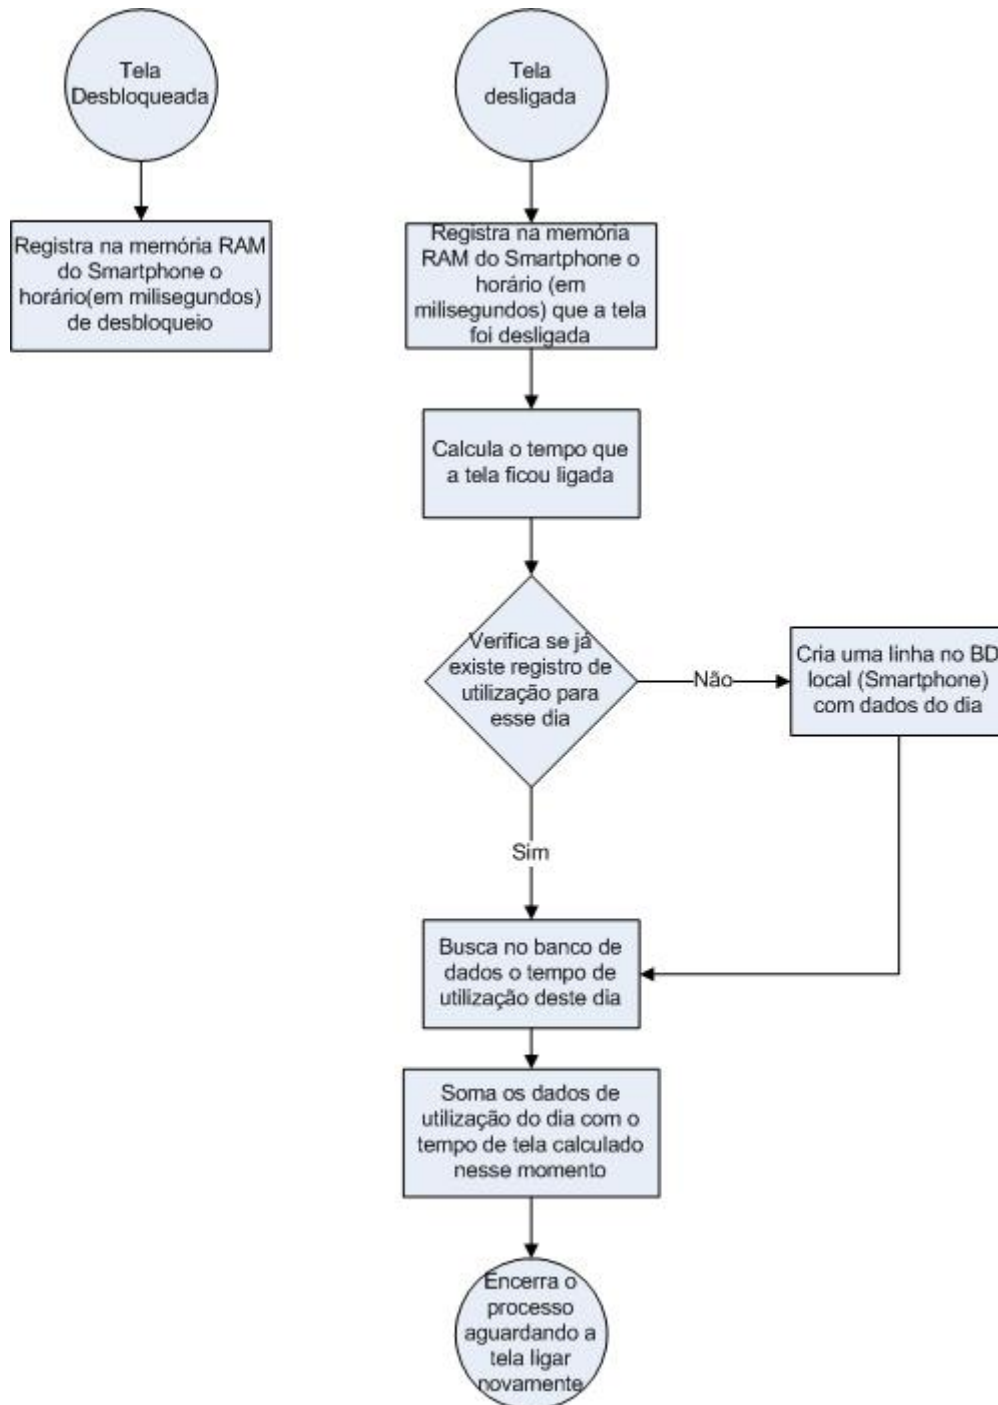 Tela
Desbloqueada
Registra na memória RAM
do Smartphone o
horário(em milisegundos)
de desbloqueio
Tela
desligada
Registra na memória
RAM do Smartphone o
horário (em
milisegundos) que a tela
foi desligada
Calcula o tempo que
a tela ficou ligada
Verifica se já
existe registro de
utilização para
esse dia
Não
Cria uma linha no BD
local (Smartphone)
com dados do dia
Sim
Busca no banco de
dados o tempo de
utilização deste dia
Soma os dados de
utilização do dia com o
tempo de tela calculado
nesse momento
Encerra o
processo
aguardando a
tela ligar
novamente